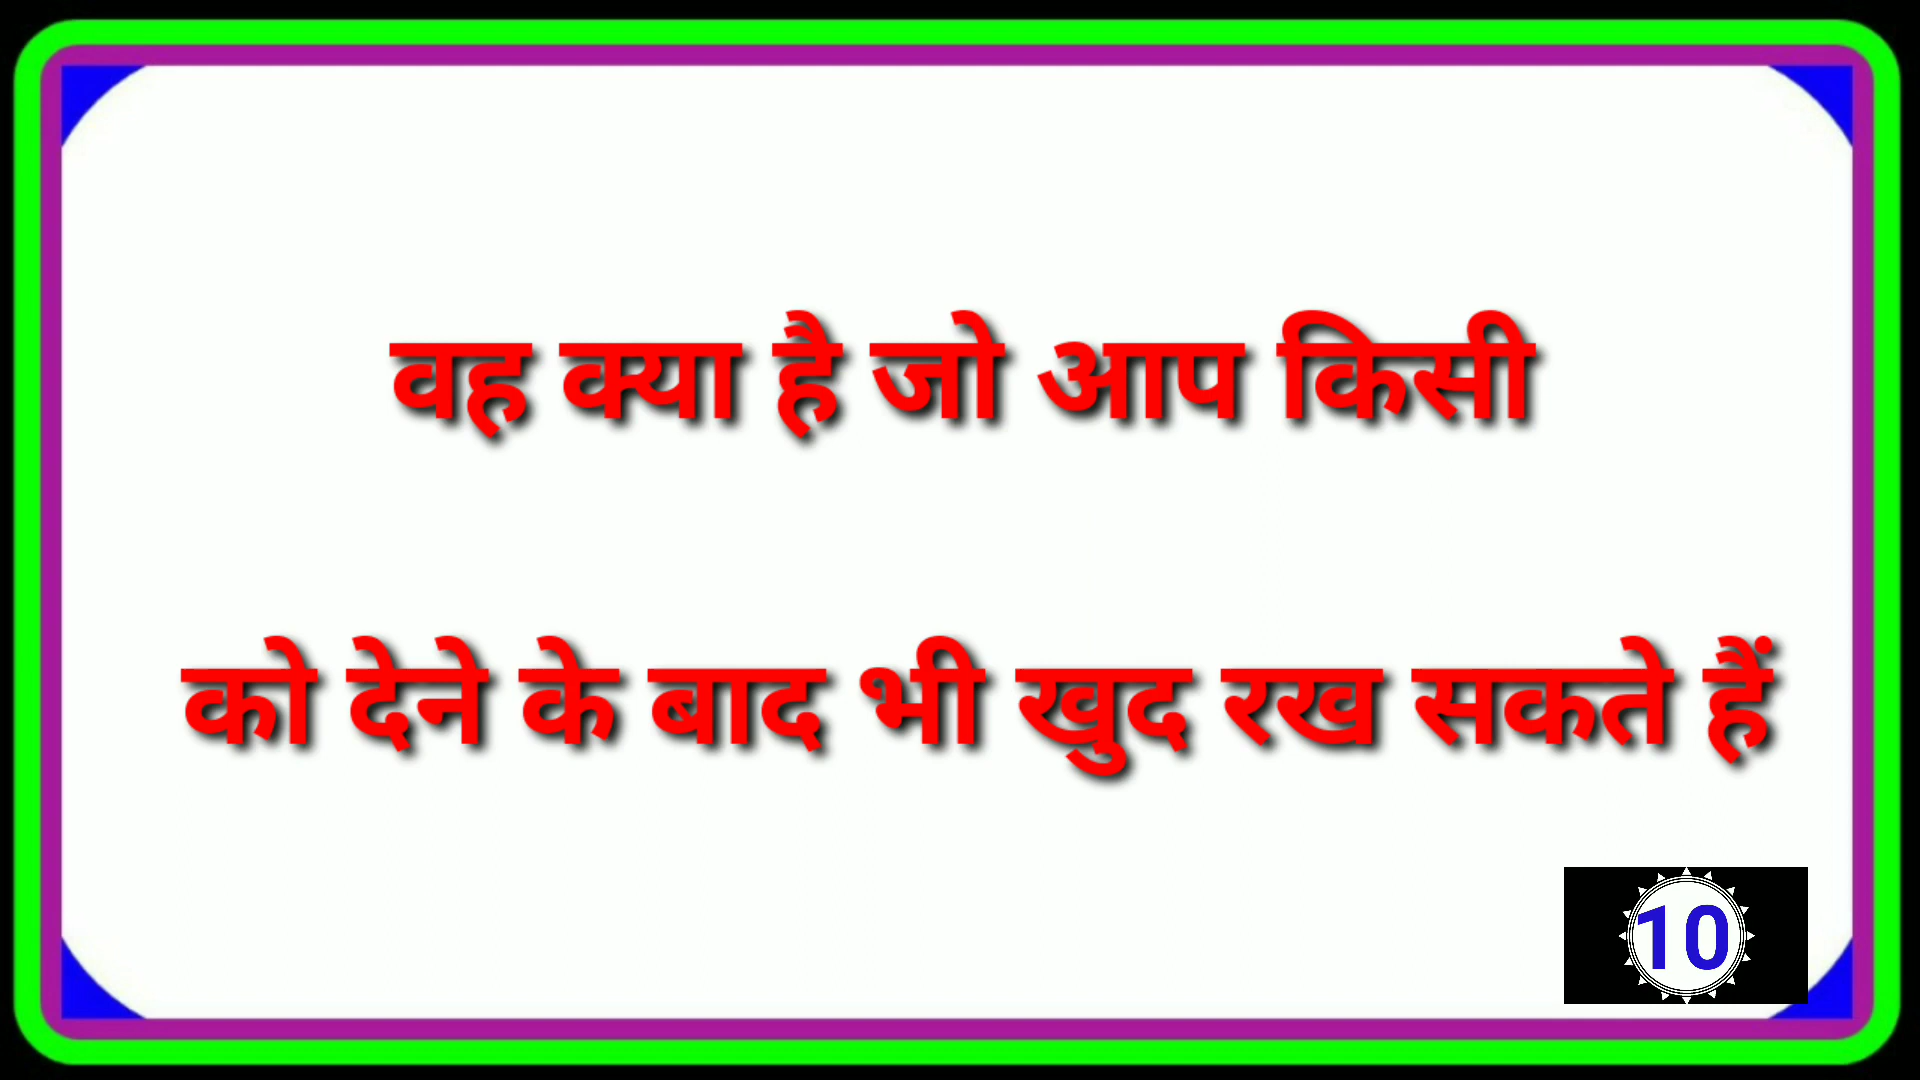 वह क्या है जो आप किसी
को देने के बाद भी खुद रख सकते हैं
10